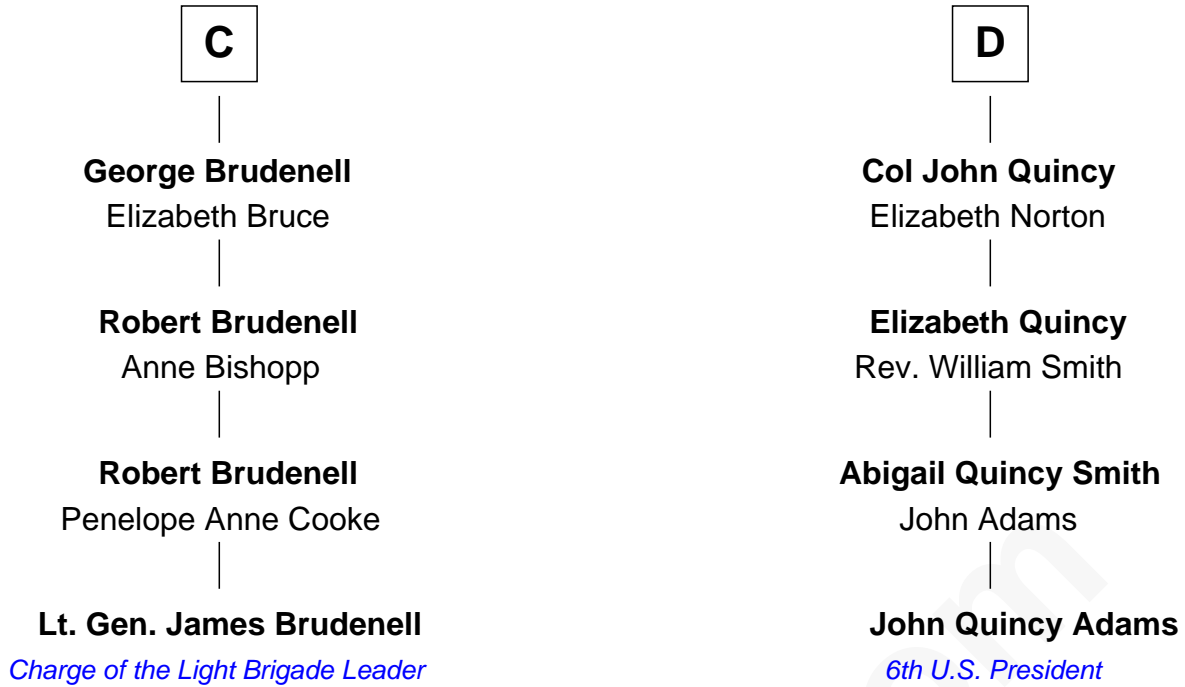 C
George Brudenell
Elizabeth Bruce
Robert Brudenell
Anne Bishopp
Robert Brudenell
Penelope Anne Cooke
Lt. Gen. James Brudenell
Charge of the Light Brigade Leader
D
Col John Quincy
Elizabeth Norton
Elizabeth Quincy
Rev. William Smith
Abigail Quincy Smith
John Adams
John Quincy Adams
6th U.S. President